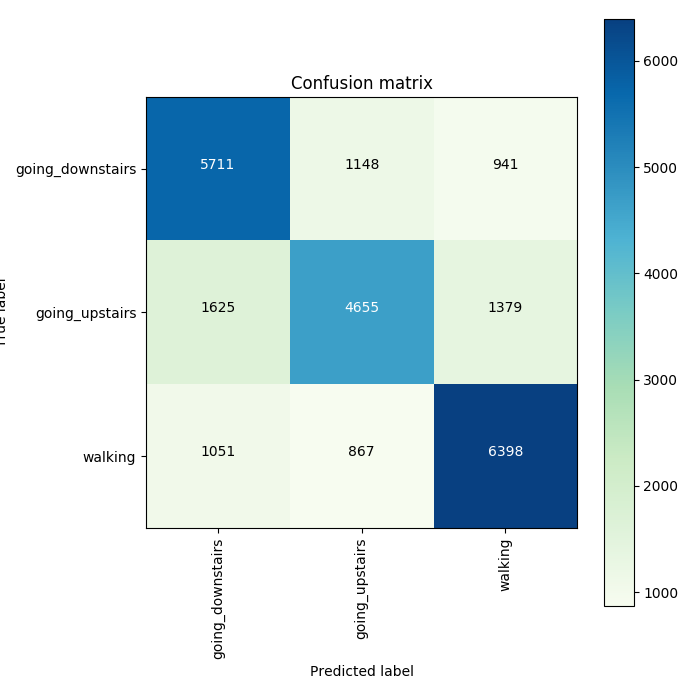 Confusion matrix
going_downstairs 5711 1148 941
going_upstairs 1625 4655 1379
walking 1051 867 6398
going_downstairs going_upstairs walking
Predicted label
label
6000
5000
4000
3000
2000
1000